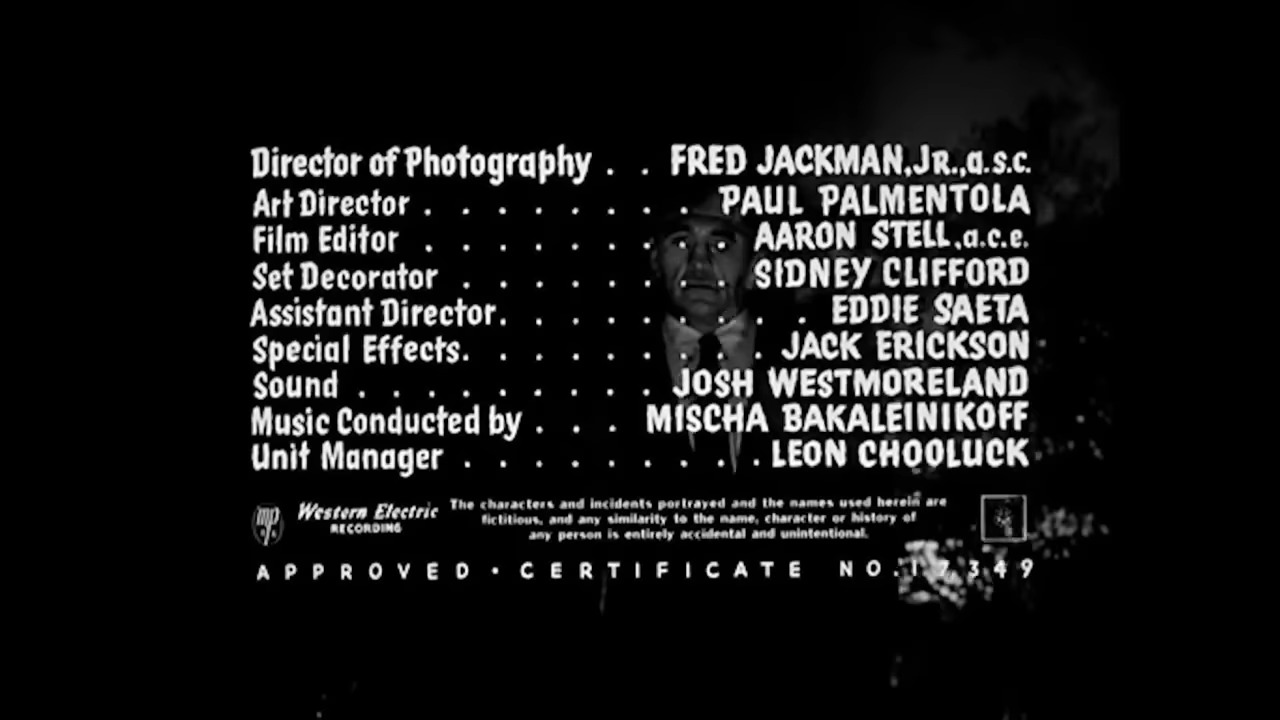 Director of Photography . . FRED JACKMAN, JR., a.s.c.
Art Director . . . . . . . . PAUL PALMENTOLA
Film Editor . . . . . . . AARON STELL, a.c.e.
Set Decorator . . . . . . . . SIDNEY CLIFFORD
Assistant Director. . . . . . . . . EDDIE SAETA
Special Effects. . . . . . . . . JACK ERICKSON
Sound . . . . . . . . . JOSH WESTMORELAND
Music Conducted by . . . MISCHA BAKALEINIKOFF
Unit Manager . . . . . . . . . LEON CHOOLUCK
Western Electric
RECORDING
The characters and incidents portrayed and the names used herein are
fictitious, and any similarity to the name, character or history of
any person is entirely accidental and unintentional.
APPROVED • CERTIFICATE NO. 17349